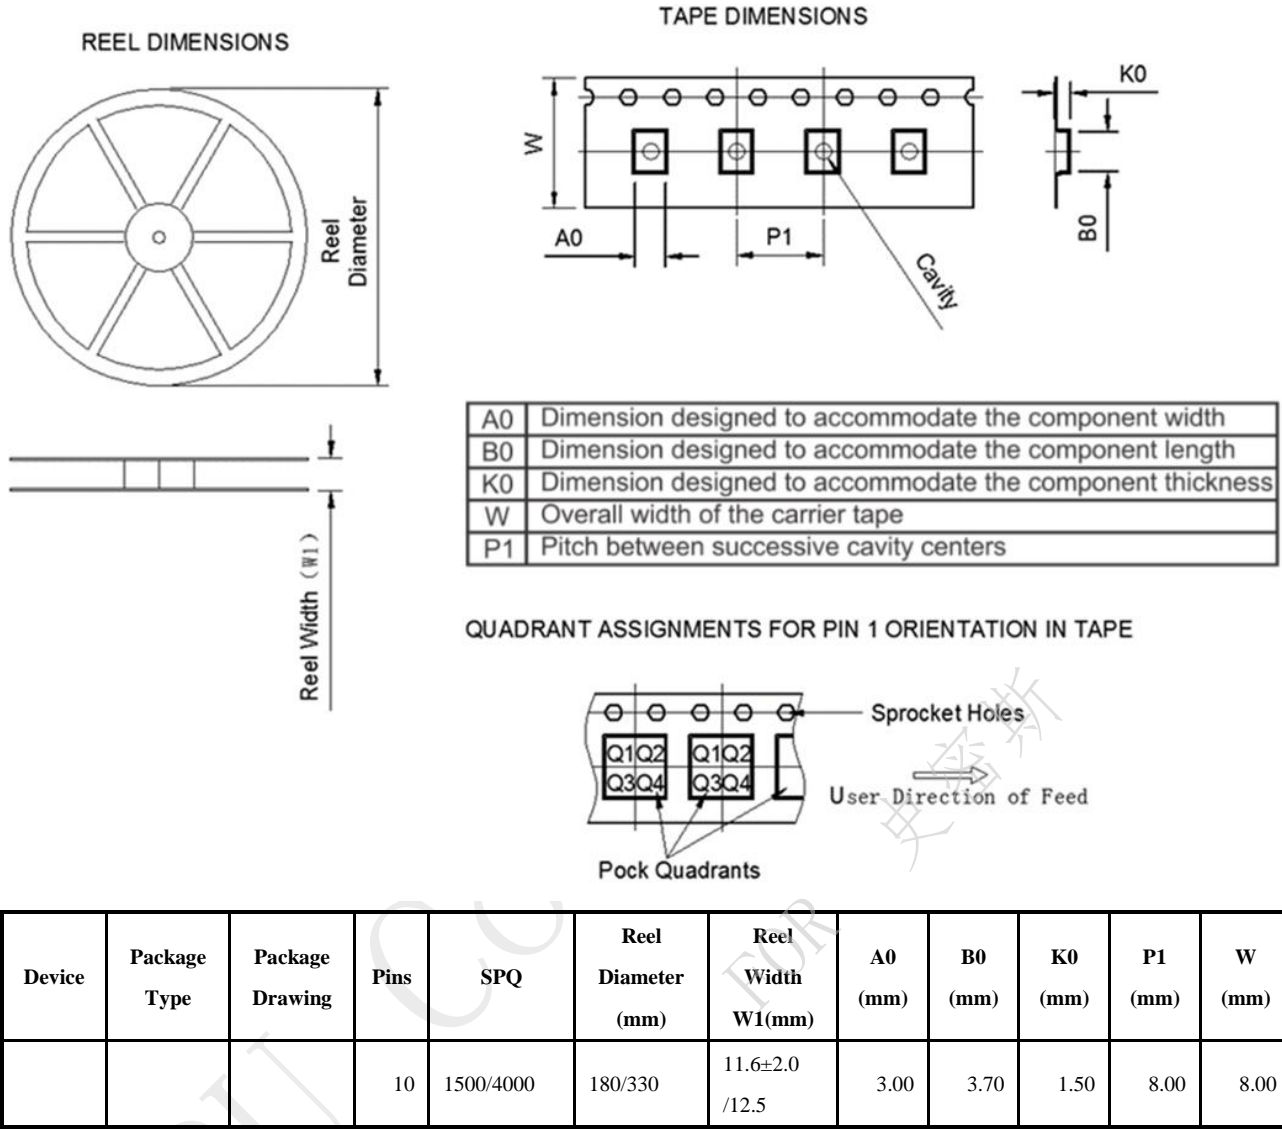 REEL DIMENSIONS
TAPE DIMENSIONS
Reel
Diameter
Reel Width (W1)
W
A0
P1
Cavity
K0
B0
A0 Dimension designed to accommodate the component width
B0 Dimension designed to accommodate the component length
K0 Dimension designed to accommodate the component thickness
W Overall width of the carrier tape
P1 Pitch between successive cavity centers
QUADRANT ASSIGNMENTS FOR PIN 1 ORIENTATION IN TAPE
Q1 Q2 Q1 Q2
Q3 Q4 Q3 Q4
Sprocket Holes
User Direction of Feed
Pock Quadrants
史密斯
FOR
Device Package Type Package Drawing Pins SPQ Reel Diameter (mm) Reel Width W1(mm) A0 (mm) B0 (mm) K0 (mm) P1 (mm) W (mm)
10 1500/4000 180/330 11.6±2.0 /12.5 3.00 3.70 1.50 8.00 8.00